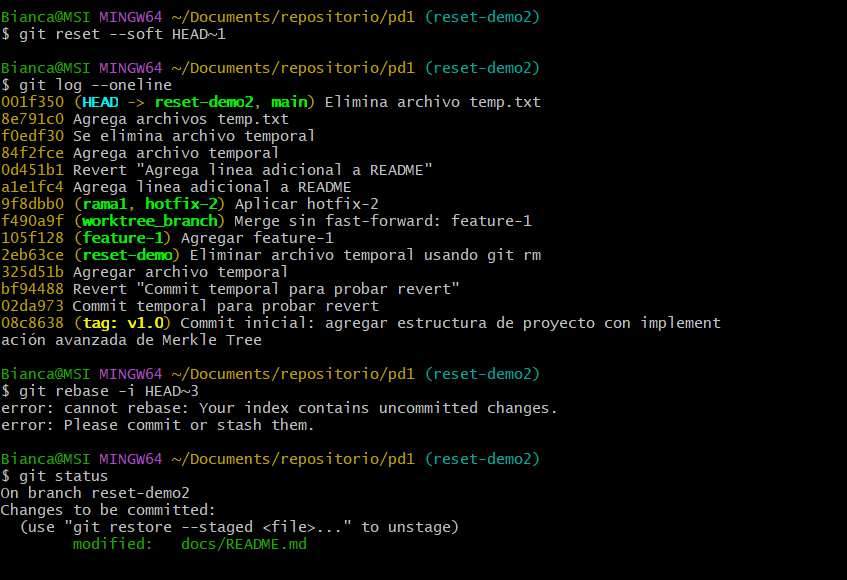 Bianca@MSI MINGW64 ~/Documents/repositorio/pd1 (reset-demo2)
$ git reset --soft HEAD~1
Bianca@MSI MINGW64 ~/Documents/repositorio/pd1 (reset-demo2)
$ git log --oneline
001f350 (HEAD -> reset-demo2, main) Elimina archivo temp.txt
8e791c0 Agrega archivos temp.txt
f0edf30 Se elimina archivo temporal
84f2fce Agrega archivo temporal
0d451b1 Revert "Agrega linea adicional a README"
a1e1fc4 Agrega linea adicional a README
9f8dbb0 (rama1, hotfix-2) Aplicar hotfix-2
f490a9f (worktree_branch) Merge sin fast-forward: feature-1
105f128 (feature-1) Agregar feature-1
2eb63ce (reset-demo) Eliminar archivo temporal usando git rm
325d51b Agregar archivo temporal
bf94488 Revert "Commit temporal para probar revert"
02da973 Commit temporal para probar revert
08c8638 (tag: v1.0) Commit inicial: agregar estructura de proyecto con implement
ación avanzada de Merkle Tree
Bianca@MSI MINGW64 ~/Documents/repositorio/pd1 (reset-demo2)
$ git rebase -i HEAD~3
error: cannot rebase: Your index contains uncommitted changes.
error: Please commit or stash them.
Bianca@MSI MINGW64 ~/Documents/repositorio/pd1 (reset-demo2)
$ git status
On branch reset-demo2
Changes to be committed:
  (use "git restore --staged <file>..." to unstage)
        modified:   docs/README.md